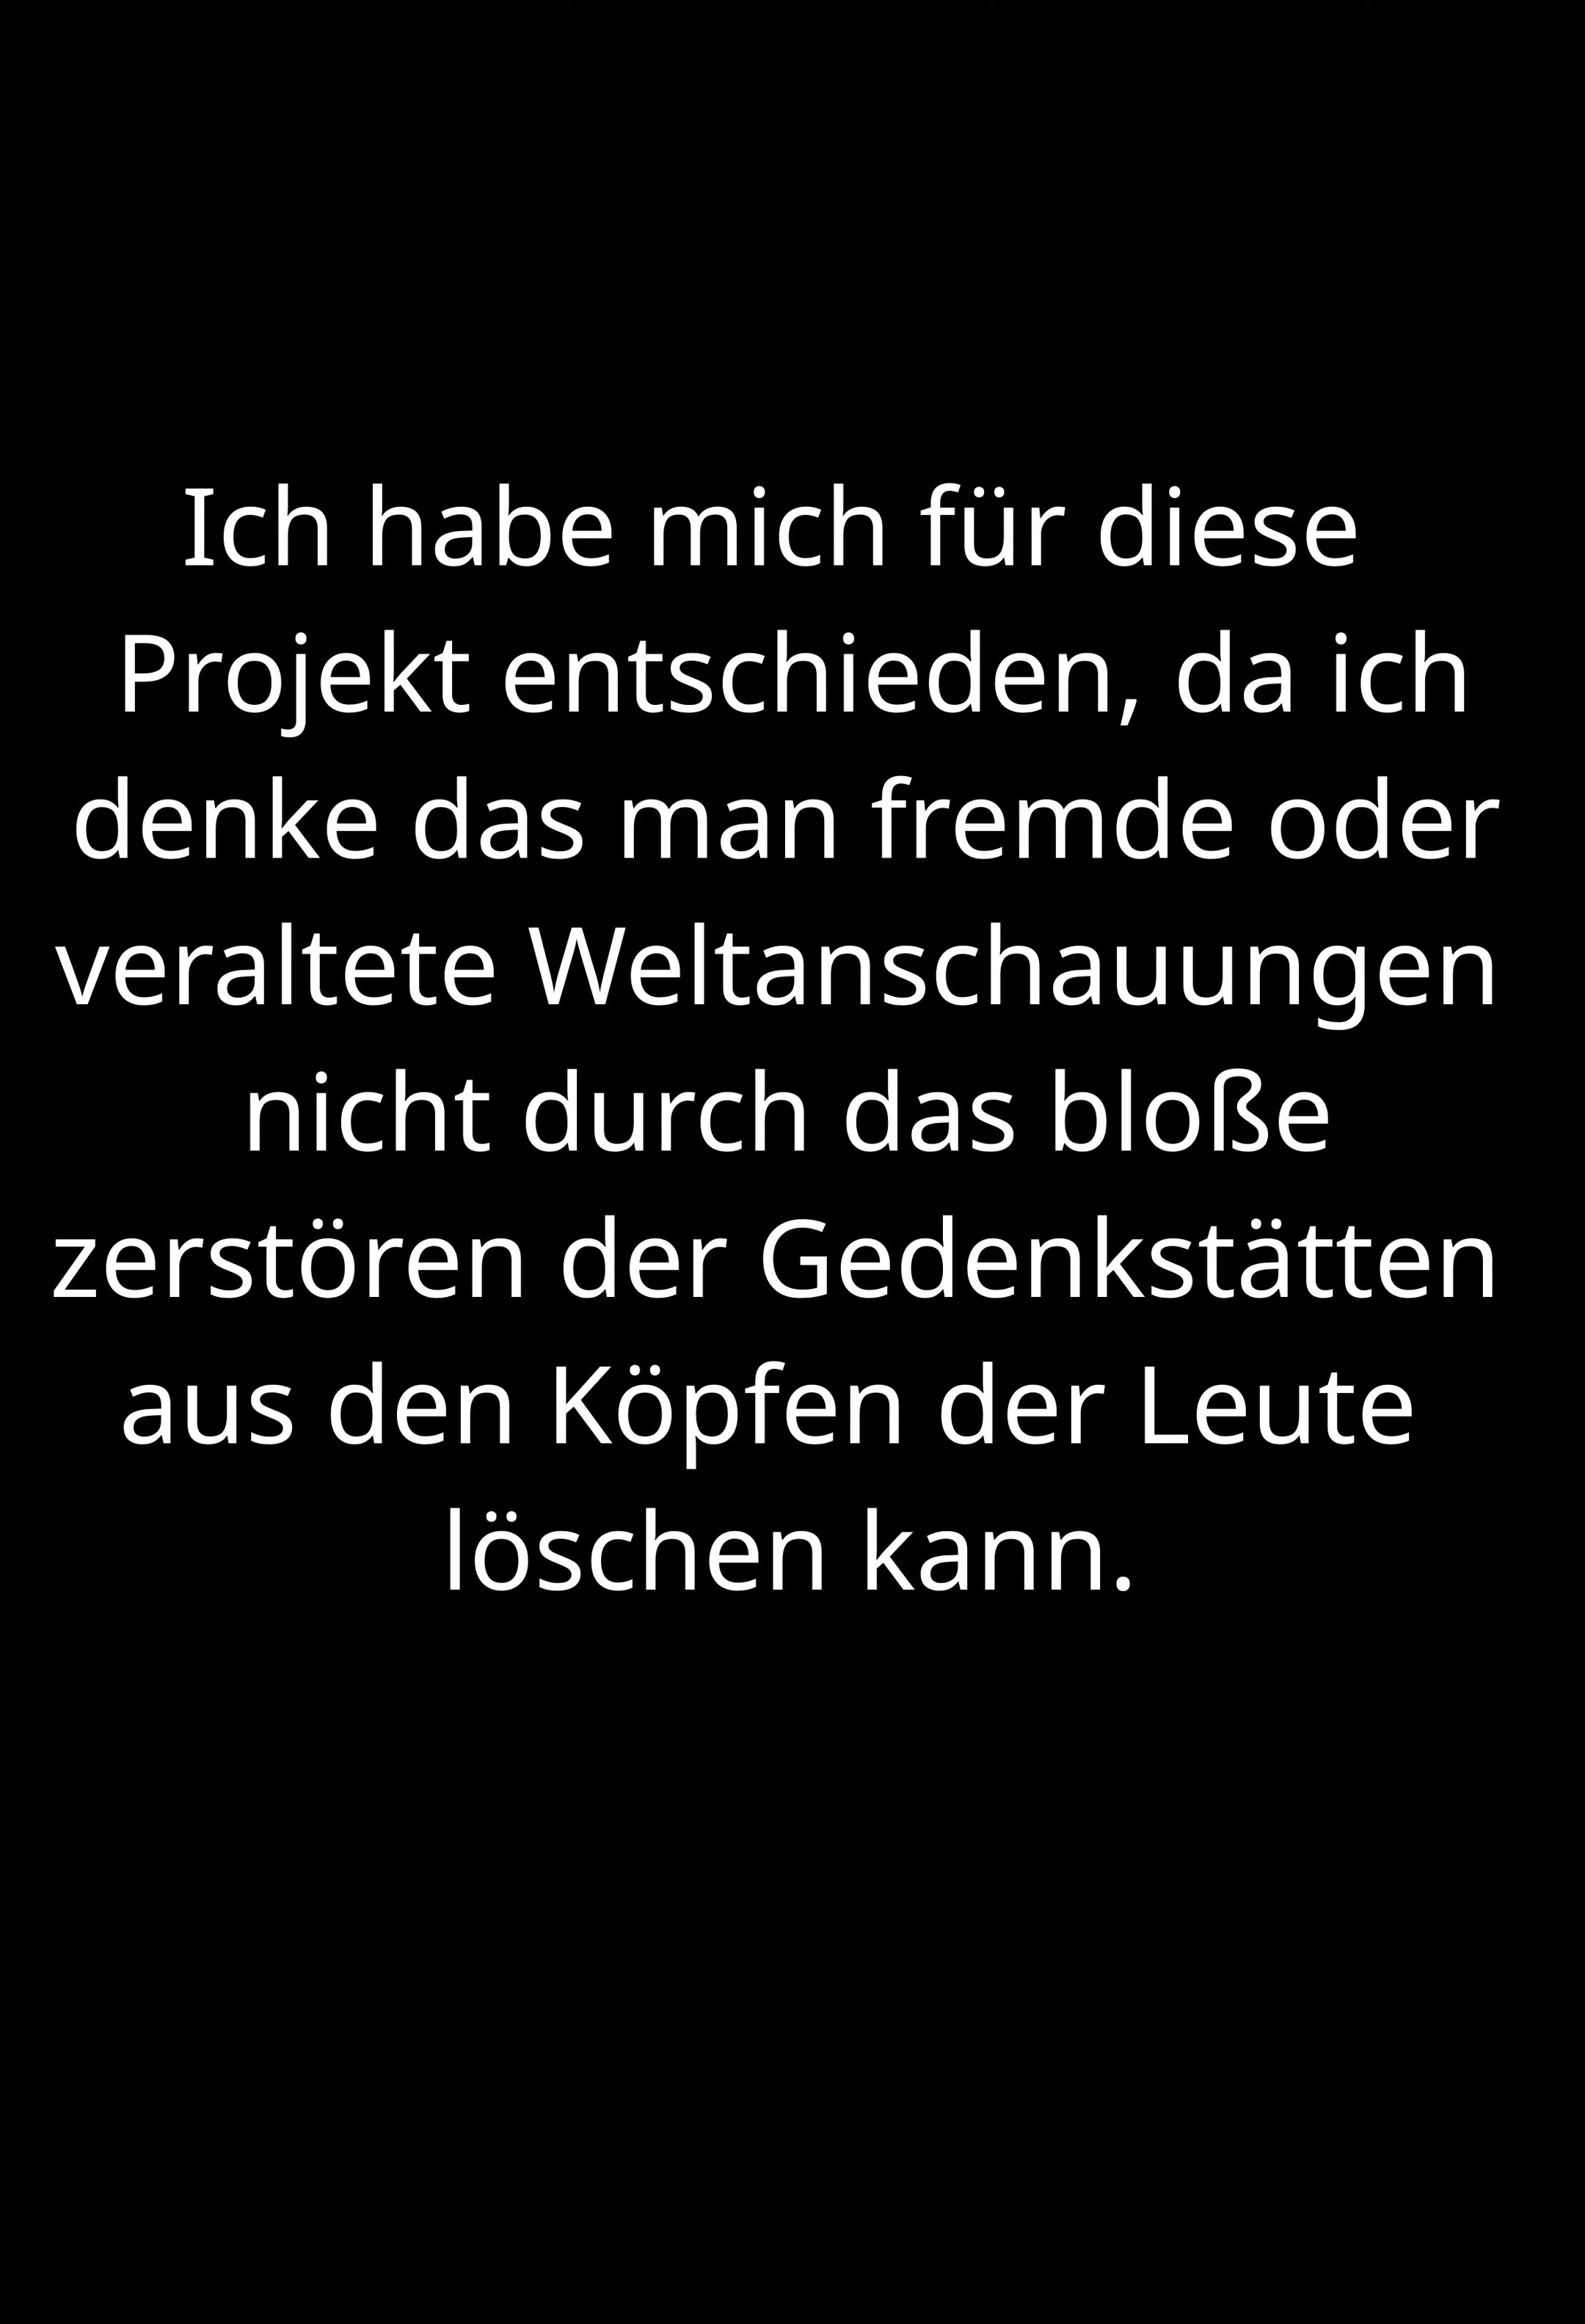 Ich habe mich für diese
Projekt entschieden, da ich
denke das man fremde oder
veraltete Weltanschauungen
nicht durch das bloße
zerstören der Gedenkstätten
aus den Köpfen der Leute
löschen kann.